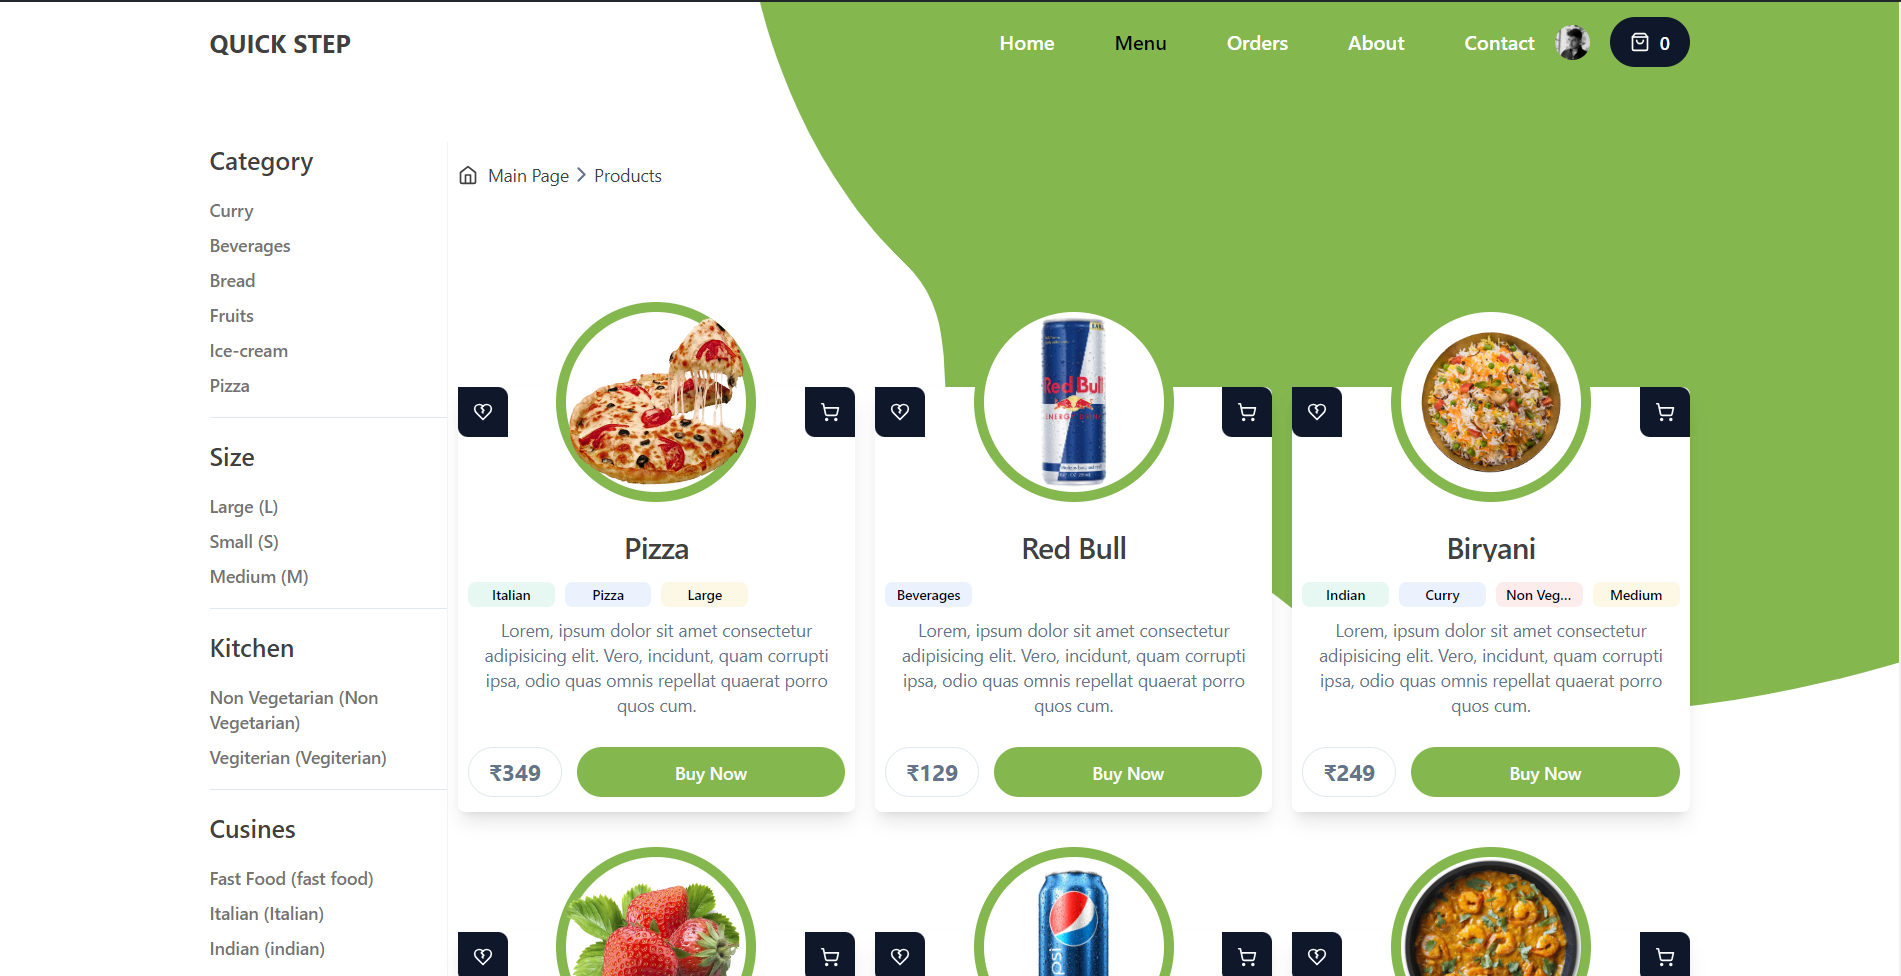 QUICK STEP
Home Menu Orders About Contact 0
Category
Curry
Beverages
Bread
Fruits
Ice-cream
Pizza
Size
Large (L)
Small (S)
Medium (M)
Kitchen
Non Vegetarian (Non
Vegetarian)
Vegiterian (Vegiterian)
Cusines
Fast Food (fast food)
Italian (Italian)
Indian (indian)
Main Page Products
Pizza
Italian Pizza Large
Lorem, ipsum dolor sit amet consectetur
adipisicing elit. Vero, incidunt, quam corrupti
ipsa, odio quas omnis repellat quaerat porro
quos cum.
₹349 Buy Now
Red Bull
ENERGY DRINK
Red Bull
Beverages
Lorem, ipsum dolor sit amet consectetur
adipisicing elit. Vero, incidunt, quam corrupti
ipsa, odio quas omnis repellat quaerat porro
quos cum.
₹129 Buy Now
Biryani
Indian Curry Non Veg... Medium
Lorem, ipsum dolor sit amet consectetur
adipisicing elit. Vero, incidunt, quam corrupti
ipsa, odio quas omnis repellat quaerat porro
quos cum.
₹249 Buy Now
psi